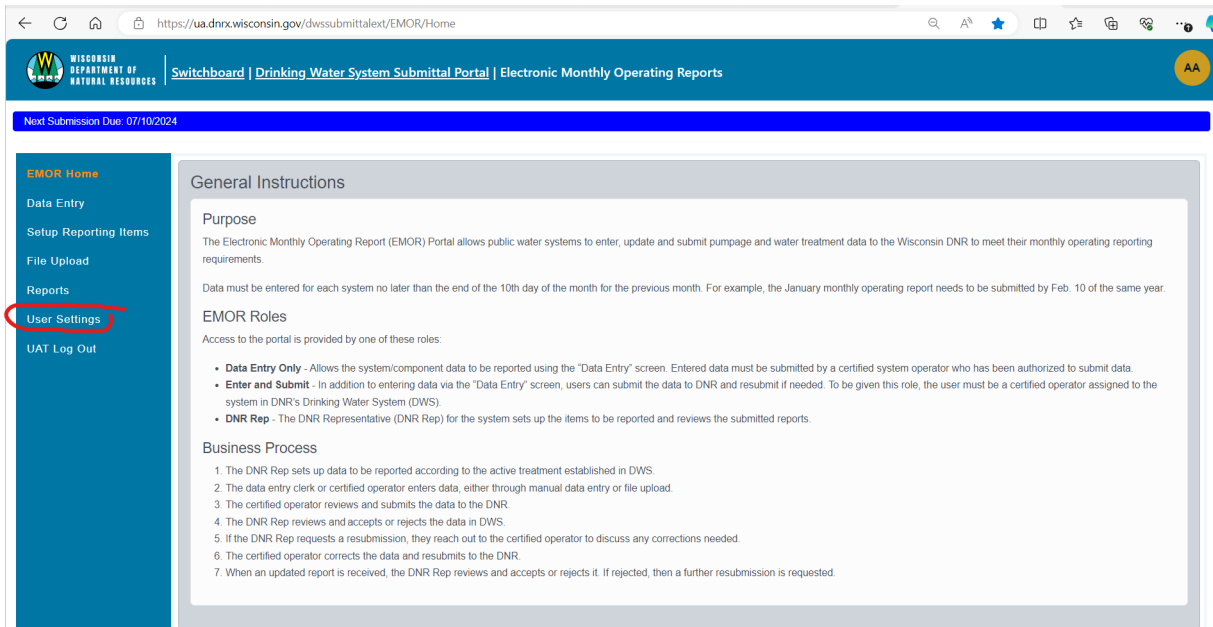 https://ua.dnrx.wisconsin.gov/dwssubmittalext/EMOR/Home
WISCONSIN
DEPARTMENT OF
NATURAL RESOURCES
Switchboard | Drinking Water System Submittal Portal | Electronic Monthly Operating Reports
AA
Next Submission Due: 07/10/2024
EMOR Home
Data Entry
Setup Reporting Items
File Upload
Reports
User Settings
UAT Log Out
General Instructions
Purpose
The Electronic Monthly Operating Report (EMOR) Portal allows public water systems to enter, update and submit pumpage and water treatment data to the Wisconsin DNR to meet their monthly operating reporting
requirements.
Data must be entered for each system no later than the end of the 10th day of the month for the previous month. For example, the January monthly operating report needs to be submitted by Feb. 10 of the same year.
EMOR Roles
Access to the portal is provided by one of these roles:
• Data Entry Only - Allows the system/component data to be reported using the "Data Entry" screen. Entered data must be submitted by a certified system operator who has been authorized to submit data.
• Enter and Submit - In addition to entering data via the "Data Entry" screen, users can submit the data to DNR and resubmit if needed. To be given this role, the user must be a certified operator assigned to the
system in DNR's Drinking Water System (DWS).
• DNR Rep - The DNR Representative (DNR Rep) for the system sets up the items to be reported and reviews the submitted reports.
Business Process
1. The DNR Rep sets up data to be reported according to the active treatment established in DWS.
2. The data entry clerk or certified operator enters data, either through manual data entry or file upload.
3. The certified operator reviews and submits the data to the DNR.
4. The DNR Rep reviews and accepts or rejects the data in DWS.
5. If the DNR Rep requests a resubmission, they reach out to the certified operator to discuss any corrections needed.
6. The certified operator corrects the data and resubmits to the DNR.
7. When an updated report is received, the DNR Rep reviews and accepts or rejects it. If rejected, then a further resubmission is requested.